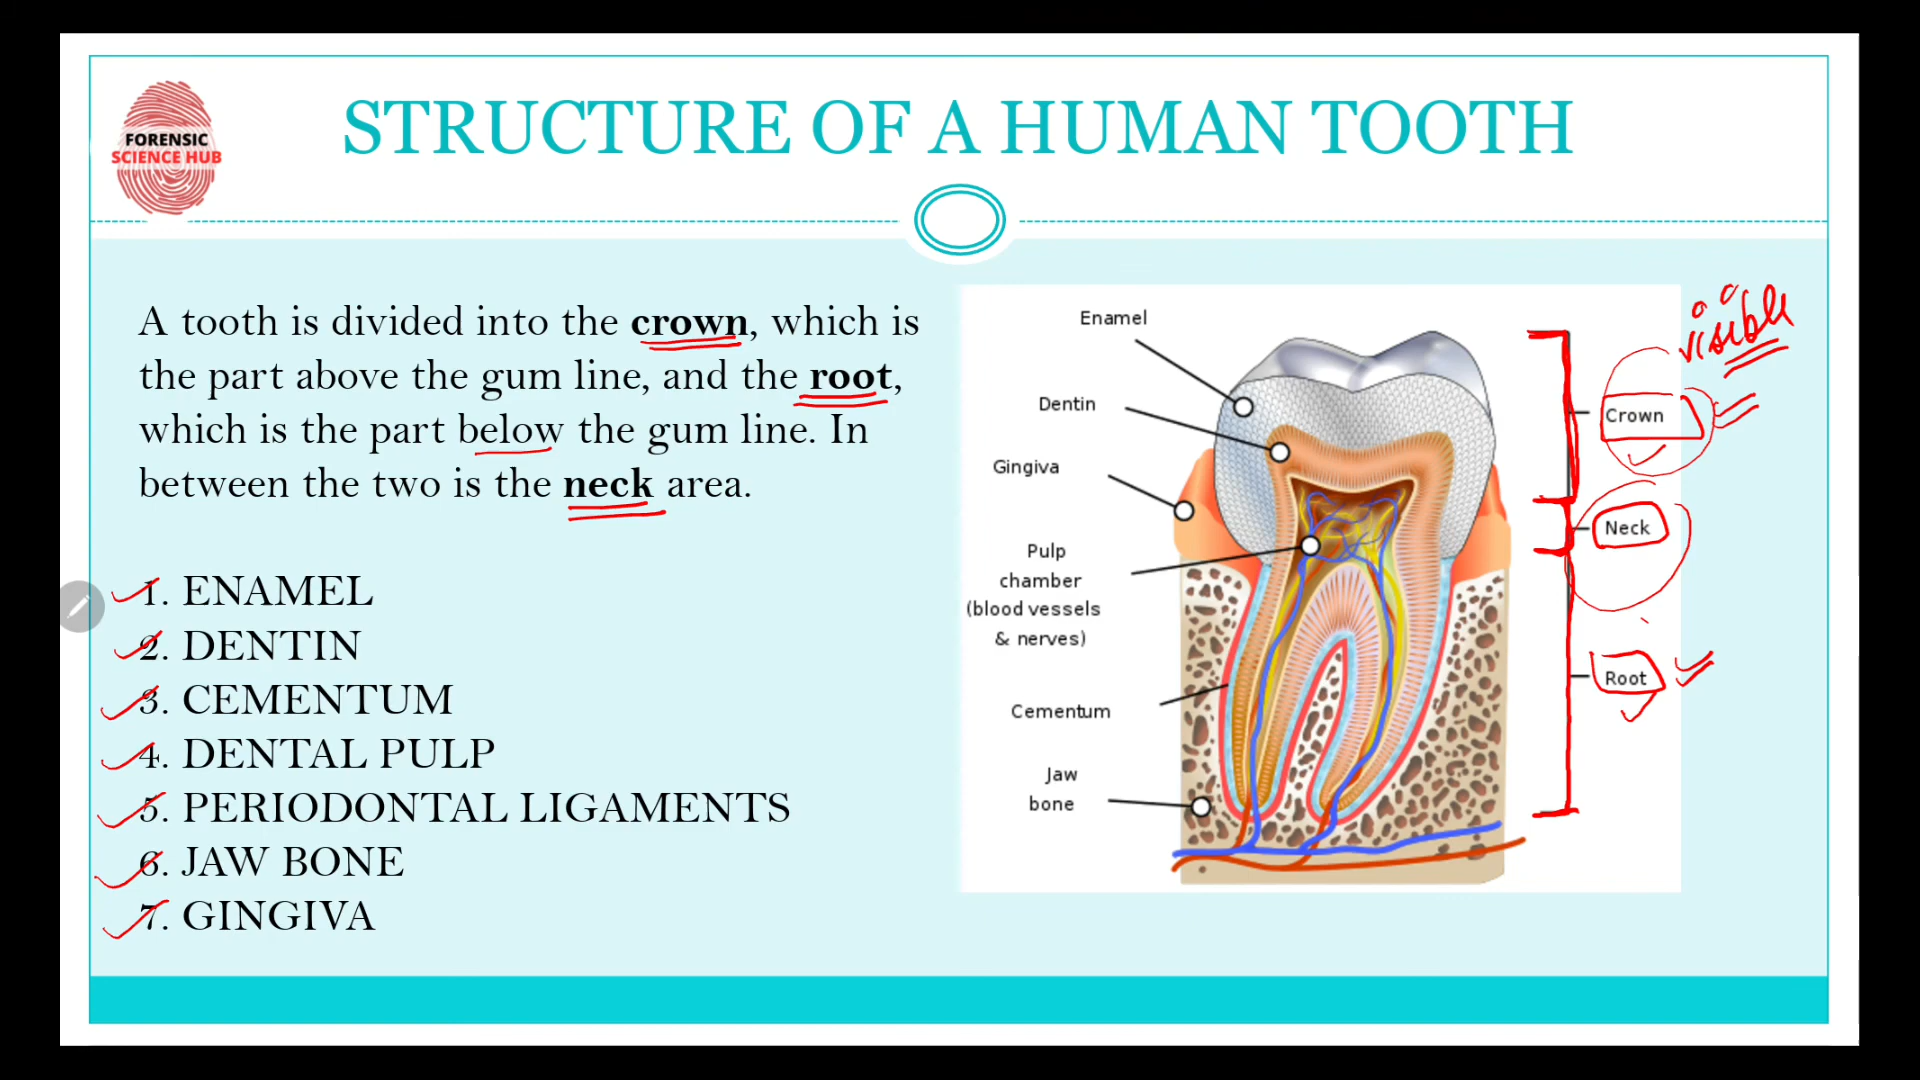 FORENSIC
SCIENCE HUB
STRUCTURE OF A HUMAN TOOTH
A tooth is divided into the crown, which is
the part above the gum line, and the root,
which is the part below the gum line. In
between the two is the neck area.
1. ENAMEL
2. DENTIN
3. CEMENTUM
4. DENTAL PULP
5. PERIODONTAL LIGAMENTS
6. JAW BONE
7. GINGIVA
Enamel
Dentin
Gingiva
Pulp
chamber
(blood vessels
& nerves)
Cementum
Jaw
bone
visible
Crown
Neck
Root